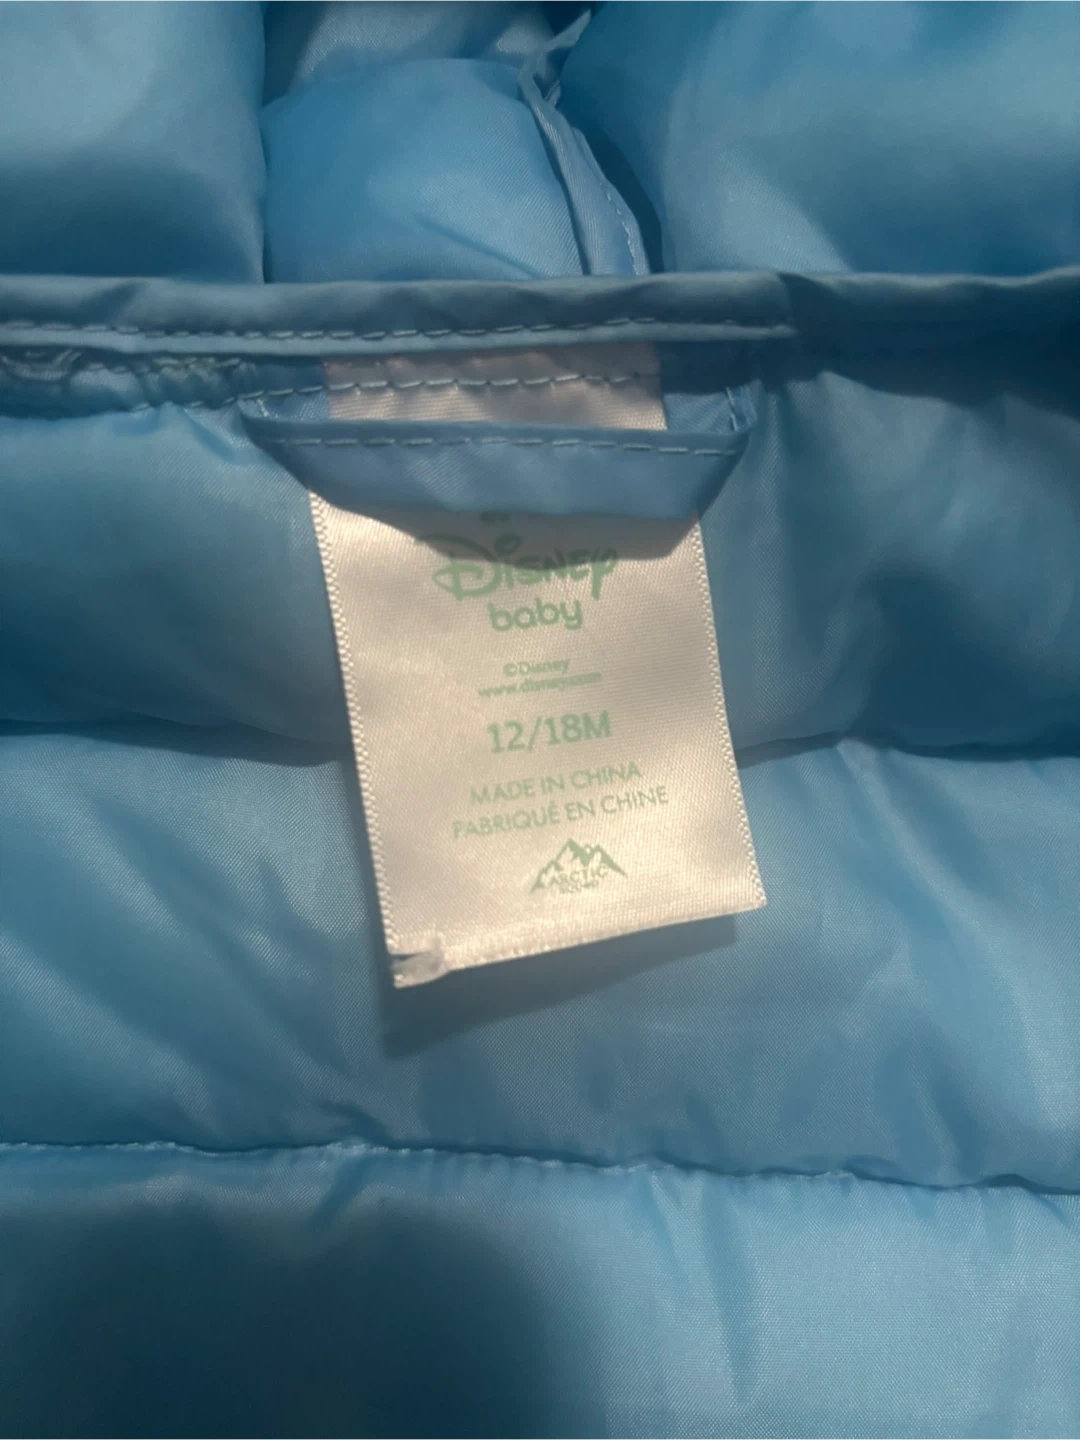 Disney
baby
©Disney
www.disney.com
12/18M
MADE IN CHINA
FABRIQUÉ EN CHINE
ARCTIC